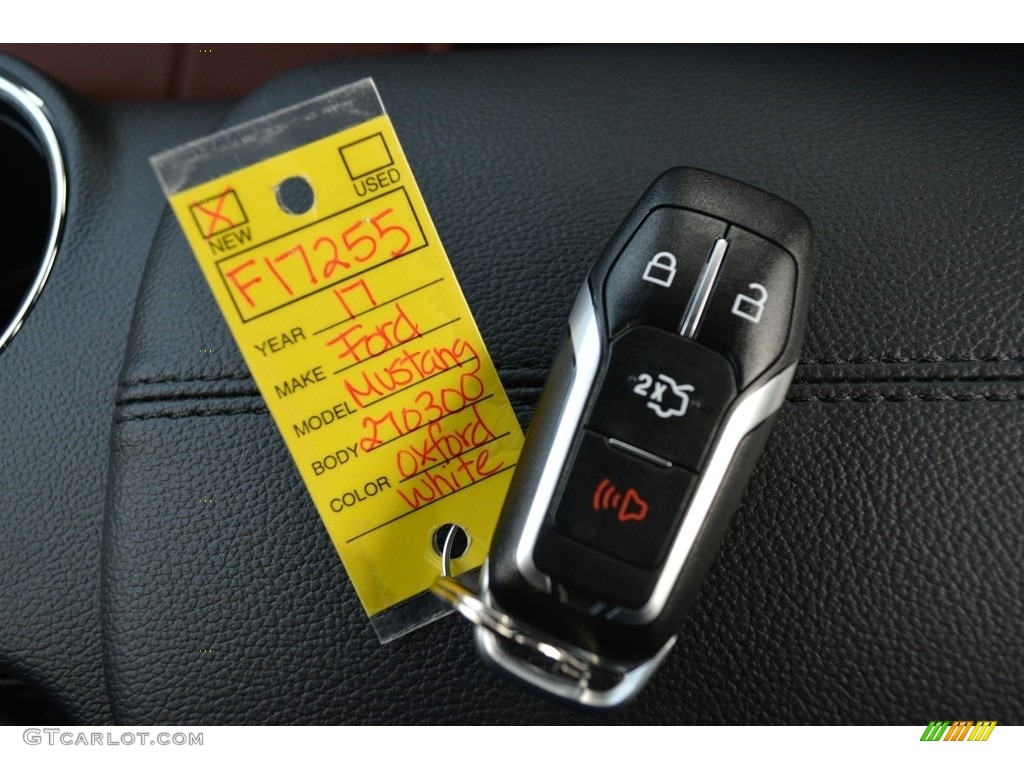 USED
X NEW
F17255
YEAR 17
MAKE Ford
MODEL Mustang
BODY 270300
COLOR Oxford
White
2X
GTCARLOT.COM